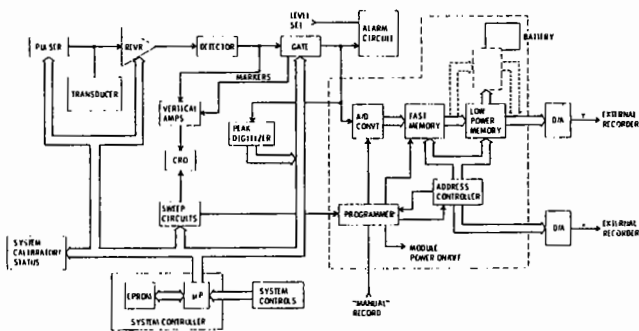 LEVEL
SET
ALARM
CIRCUIT
PULSER
RCVR
DETECTOR
GATE
BATTERY
MARKERS
TRANSDUCER
VERTICAL
AMPS
PEAK
DIGITIZER
A/D
CONVT
FAST
MEMORY
LOW
POWER
MEMORY
D/A
EXTERNAL
RECORDER
CRO
SWEEP
CIRCUITS
PROGRAMMER
ADDRESS
CONTROLLER
D/A
EXTERNAL
RECORDER
SYSTEM
CALIBRATOR/
STATUS
MODULE
POWER ON/OFF
EPROM
μP
SYSTEM
CONTROLS
"MANUAL"
RECORD
SYSTEM CONTROLLER